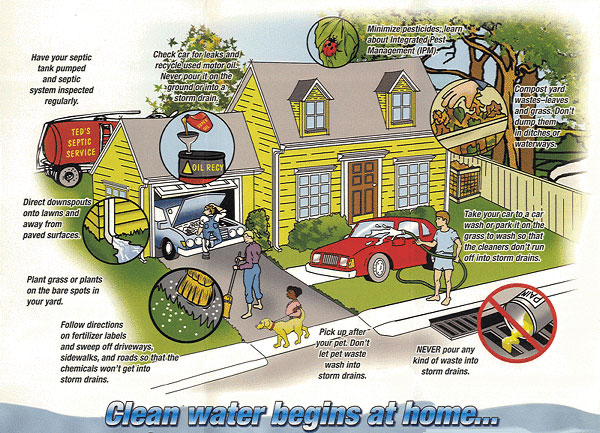 Have your septic
tank pumped
and septic
system inspected
regularly.
Check car for leaks and
recycle used motor oil.
Never pour it on the
ground or into a
storm drain.
Minimize pesticides; learn
about Integrated Pest
Management (IPM).
Compost yard
wastes–leaves
and grass. Don't
dump them
in ditches or
waterways.
TED'S
SEPTIC
SERVICE
OIL RECY
Direct downspouts
onto lawns and
away from
paved surfaces.
Take your car to a car
wash or park it on the
grass to wash so that
the cleaners don't run
off into storm drains.
Plant grass or plants
on the bare spots in
your yard.
PAIN
Follow directions
on fertilizer labels
and sweep off driveways,
sidewalks, and roads so that the
chemicals won't get into
storm drains.
Pick up after
your pet. Don't
let pet waste
wash into
storm drains.
NEVER pour any
kind of waste into
storm drains.
Clean water begins at home...